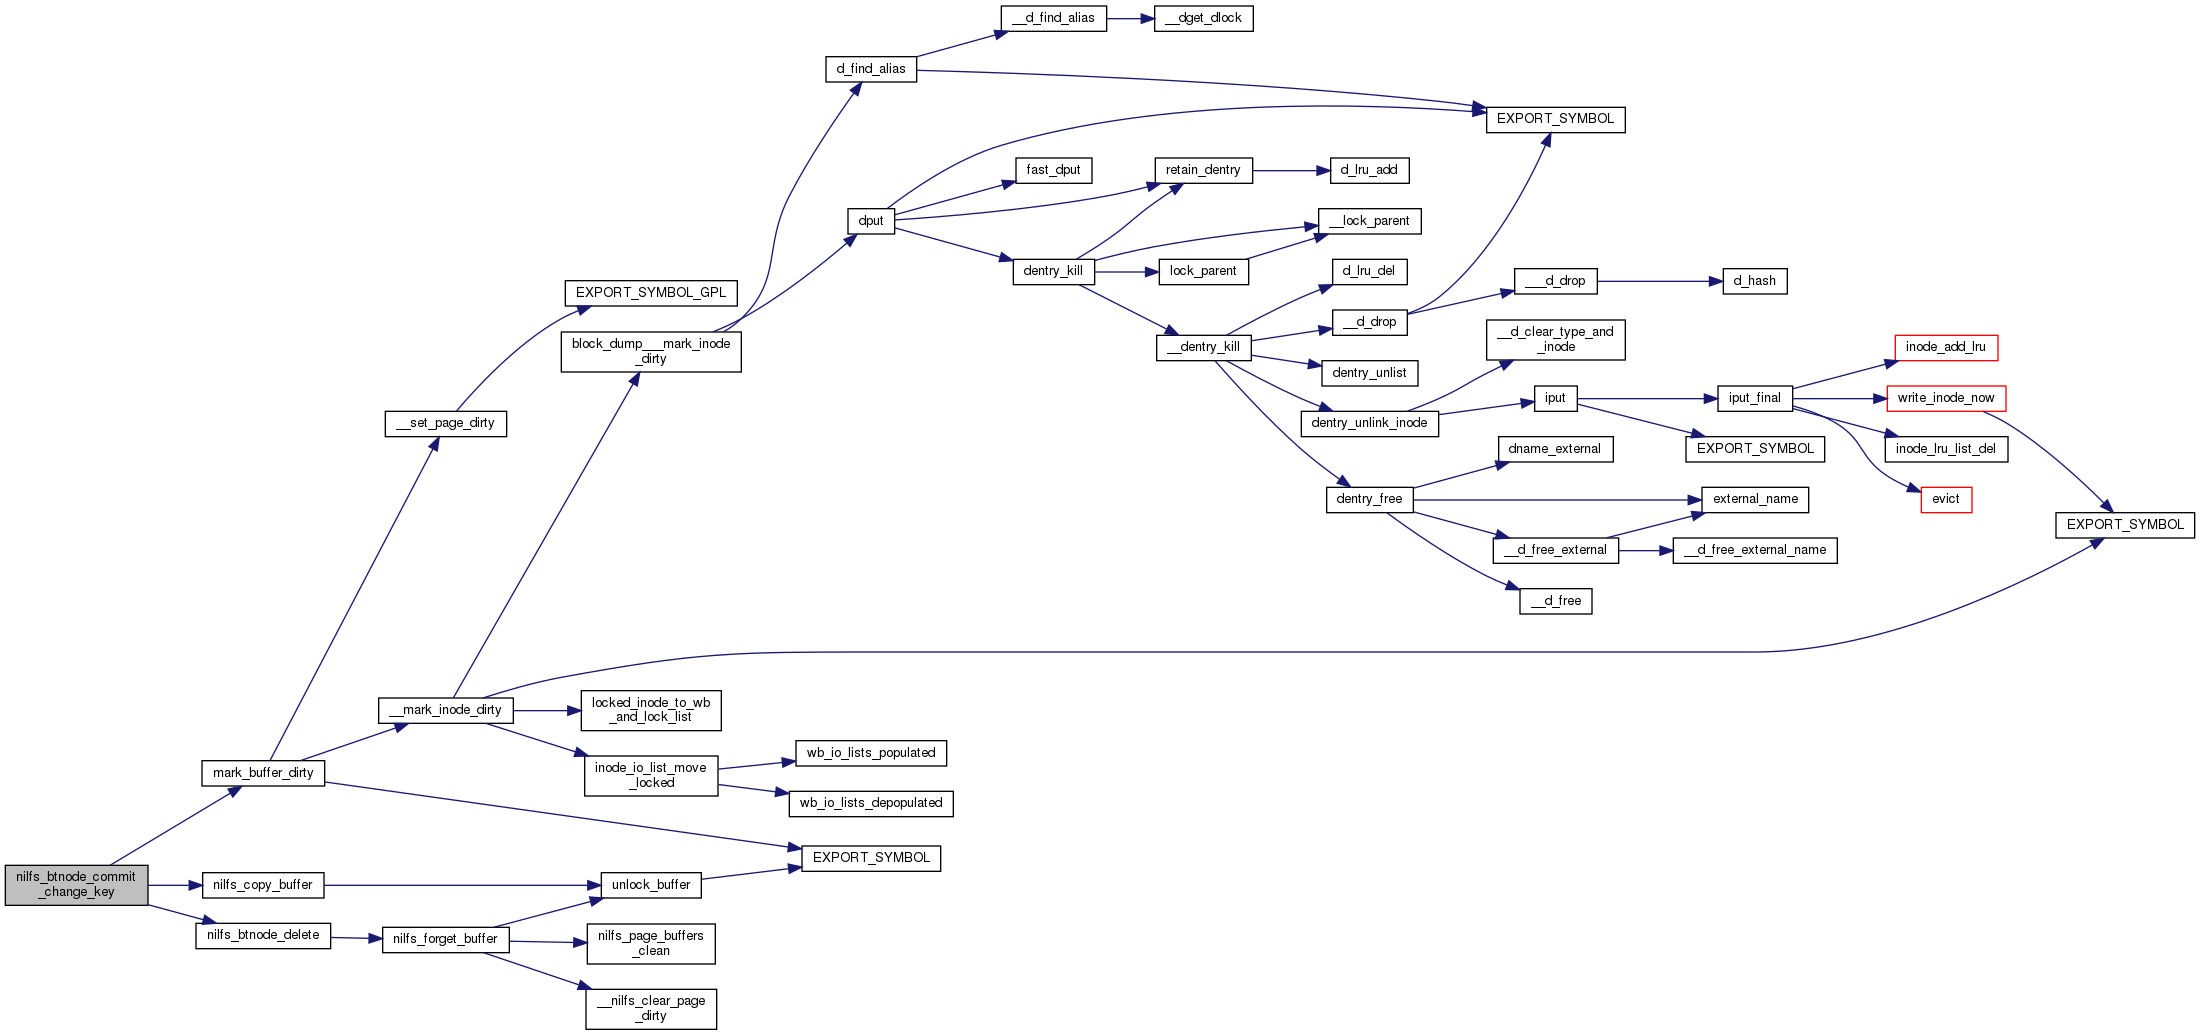 __d_find_alias
__dget_dlock
d_find_alias
EXPORT_SYMBOL
fast_dput
retain_dentry
d_lru_add
dput
__lock_parent
dentry_kill
lock_parent
d_lru_del
___d_drop
d_hash
EXPORT_SYMBOL_GPL
__d_drop
block_dump___mark_inode
_dirty
__dentry_kill
__d_clear_type_and
_inode
inode_add_lru
dentry_unlist
iput
iput_final
write_inode_now
__set_page_dirty
dentry_unlink_inode
dname_external
EXPORT_SYMBOL
inode_lru_list_del
dentry_free
external_name
evict
EXPORT_SYMBOL
__d_free_external
__d_free_external_name
__d_free
__mark_inode_dirty
locked_inode_to_wb
_and_lock_list
mark_buffer_dirty
inode_io_list_move
_locked
wb_io_lists_populated
wb_io_lists_depopulated
EXPORT_SYMBOL
nilfs_btnode_commit
_change_key
nilfs_copy_buffer
unlock_buffer
nilfs_btnode_delete
nilfs_forget_buffer
nilfs_page_buffers
_clean
__nilfs_clear_page
_dirty